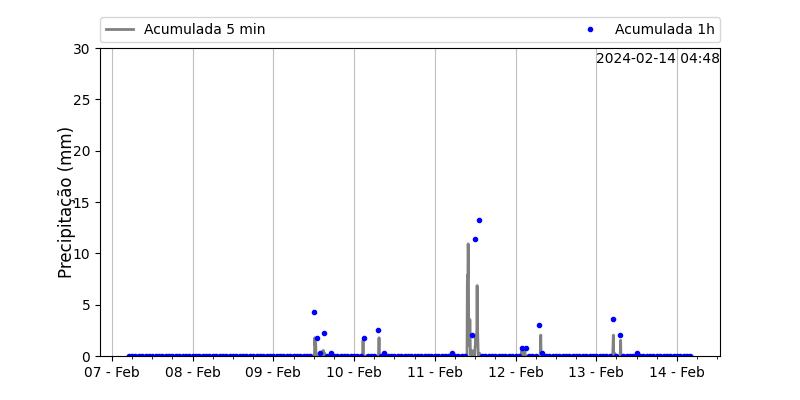 Acumulada 5 min
Acumulada 1h
2024-02-14 04:48
Precipitação (mm)
30
25
20
15
10
5
0
07 - Feb
08 - Feb
09 - Feb
10 - Feb
11 - Feb
12 - Feb
13 - Feb
14 - Feb